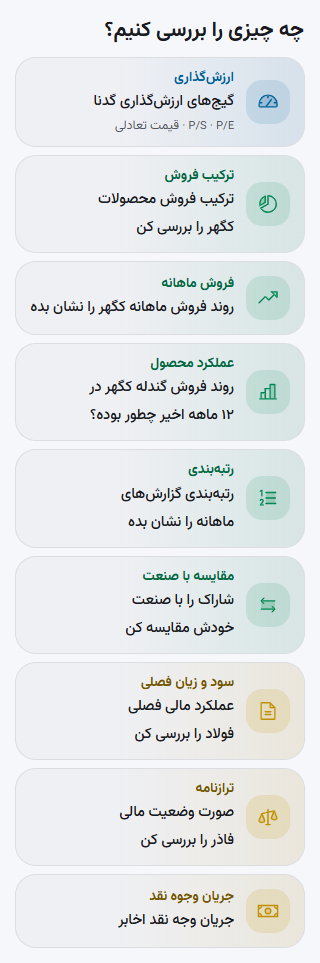 چه چیزی را بررسی کنیم؟
ارزش‌گذاری
گیج‌های ارزش‌گذاری گدنا
P/E · P/S · قیمت تعادلی
ترکیب فروش
ترکیب فروش محصولات
کگهر را بررسی کن
فروش ماهانه
روند فروش ماهانه کگهر را نشان بده
عملکرد محصول
روند فروش گندله کگهر در
۱۲ ماهه اخیر چطور بوده؟
رتبه‌بندی
رتبه‌بندی گزارش‌های
ماهانه را نشان بده
مقایسه با صنعت
شاراک را با صنعت
خودش مقایسه کن
سود و زیان فصلی
عملکرد مالی فصلی
فولاد را بررسی کن
ترازنامه
صورت وضعیت مالی
فاذر را بررسی کن
جریان وجوه نقد
جریان وجه نقد اخابر